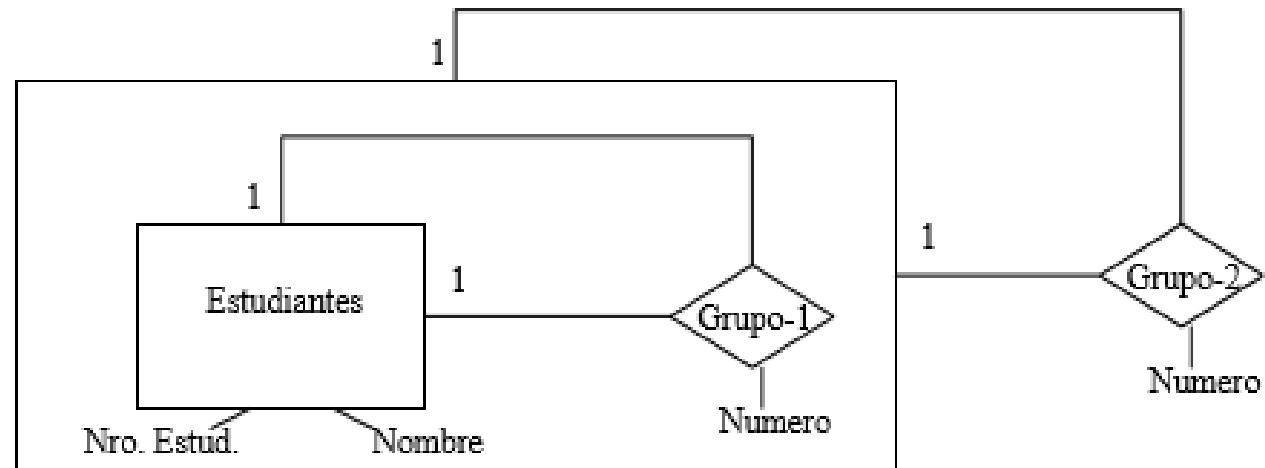 1
1
1
1
Estudiantes
Grupo-1
Grupo-2
Numero
Numero
Nro. Estud.
Nombre